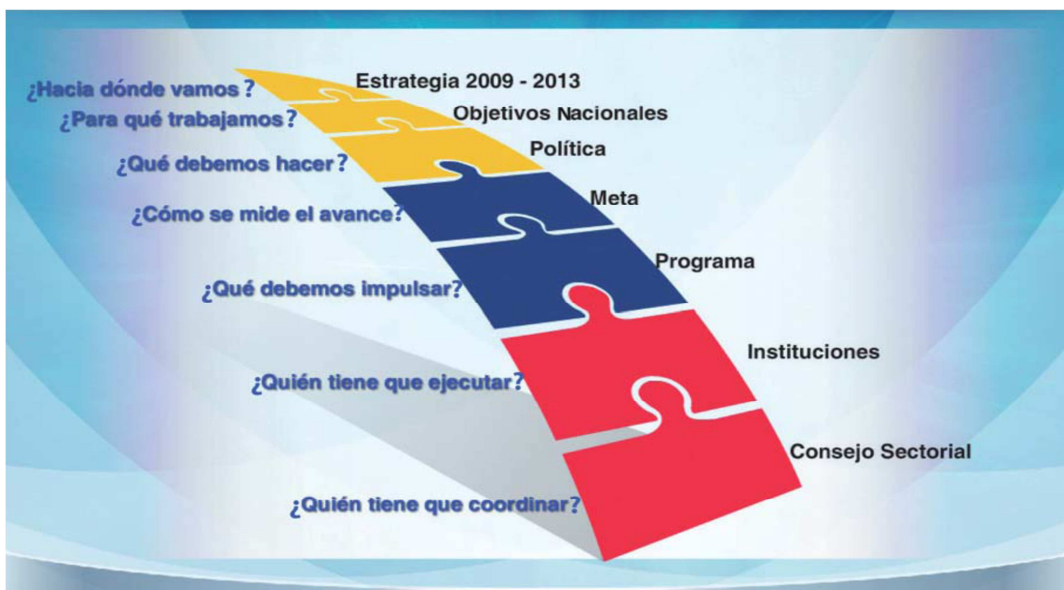 ¿Hacia dónde vamos?
Estrategia 2009 - 2013
¿Para qué trabajamos?
Objetivos Nacionales
¿Qué debemos hacer?
Política
¿Cómo se mide el avance?
Meta
¿Qué debemos impulsar?
Programa
¿Quién tiene que ejecutar?
Instituciones
¿Quién tiene que coordinar?
Consejo Sectorial